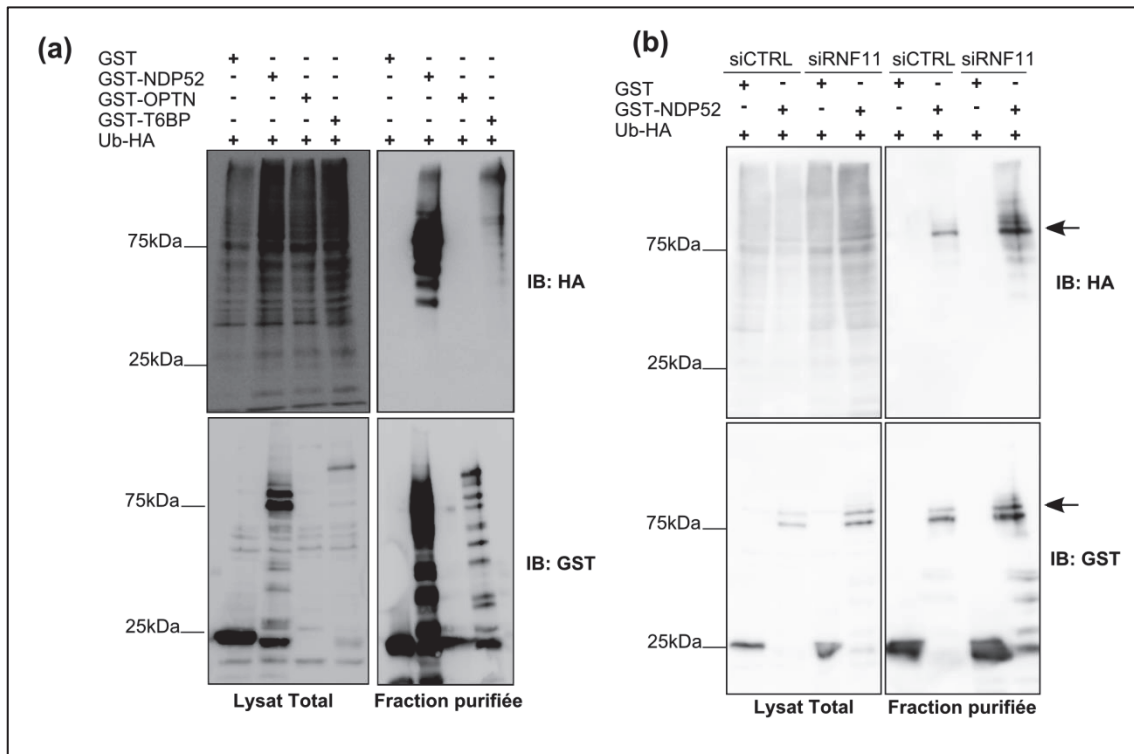 (a)
GST + - - - + - - -
GST-NDP52 - + - - - + - -
GST-OPTN - - + - - - + -
GST-T6BP - - - + - - - +
Ub-HA + + + + + + + +
75kDa
25kDa
IB: HA
75kDa
25kDa
IB: GST
Lysat Total Fraction purifiée
(b)
siCTRL siRNF11 siCTRL siRNF11
GST + - + - + - + -
GST-NDP52 - + - + - + - +
Ub-HA + + + + + + + +
75kDa
25kDa
IB: HA
75kDa
25kDa
IB: GST
Lysat Total Fraction purifiée